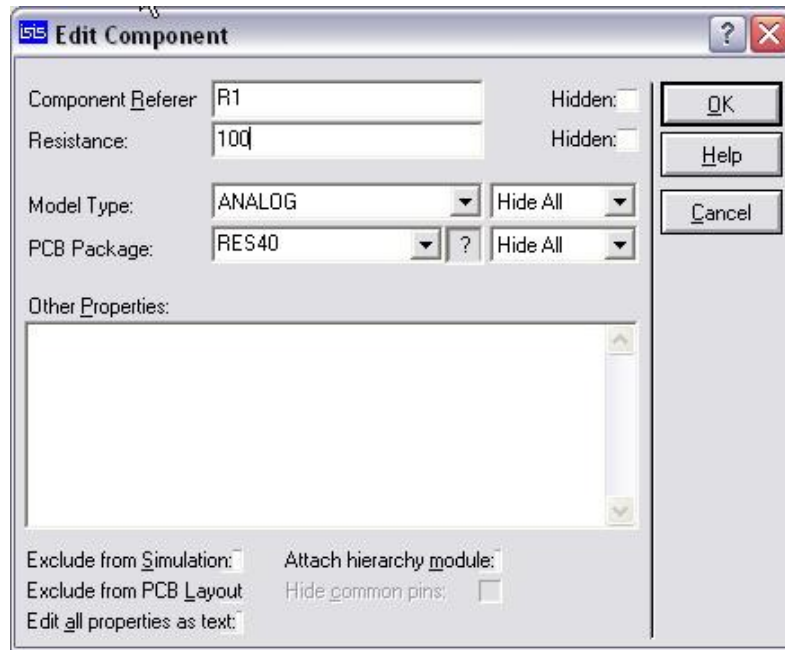 isis Edit Component
Component Referer R1 Hidden:
Resistance: 100 Hidden:
OK
Help
Model Type: ANALOG Hide All
Cancel
PCB Package: RES40 ? Hide All
Other Properties:
Exclude from Simulation: Attach hierarchy module:
Exclude from PCB Layout Hide common pins:
Edit all properties as text: